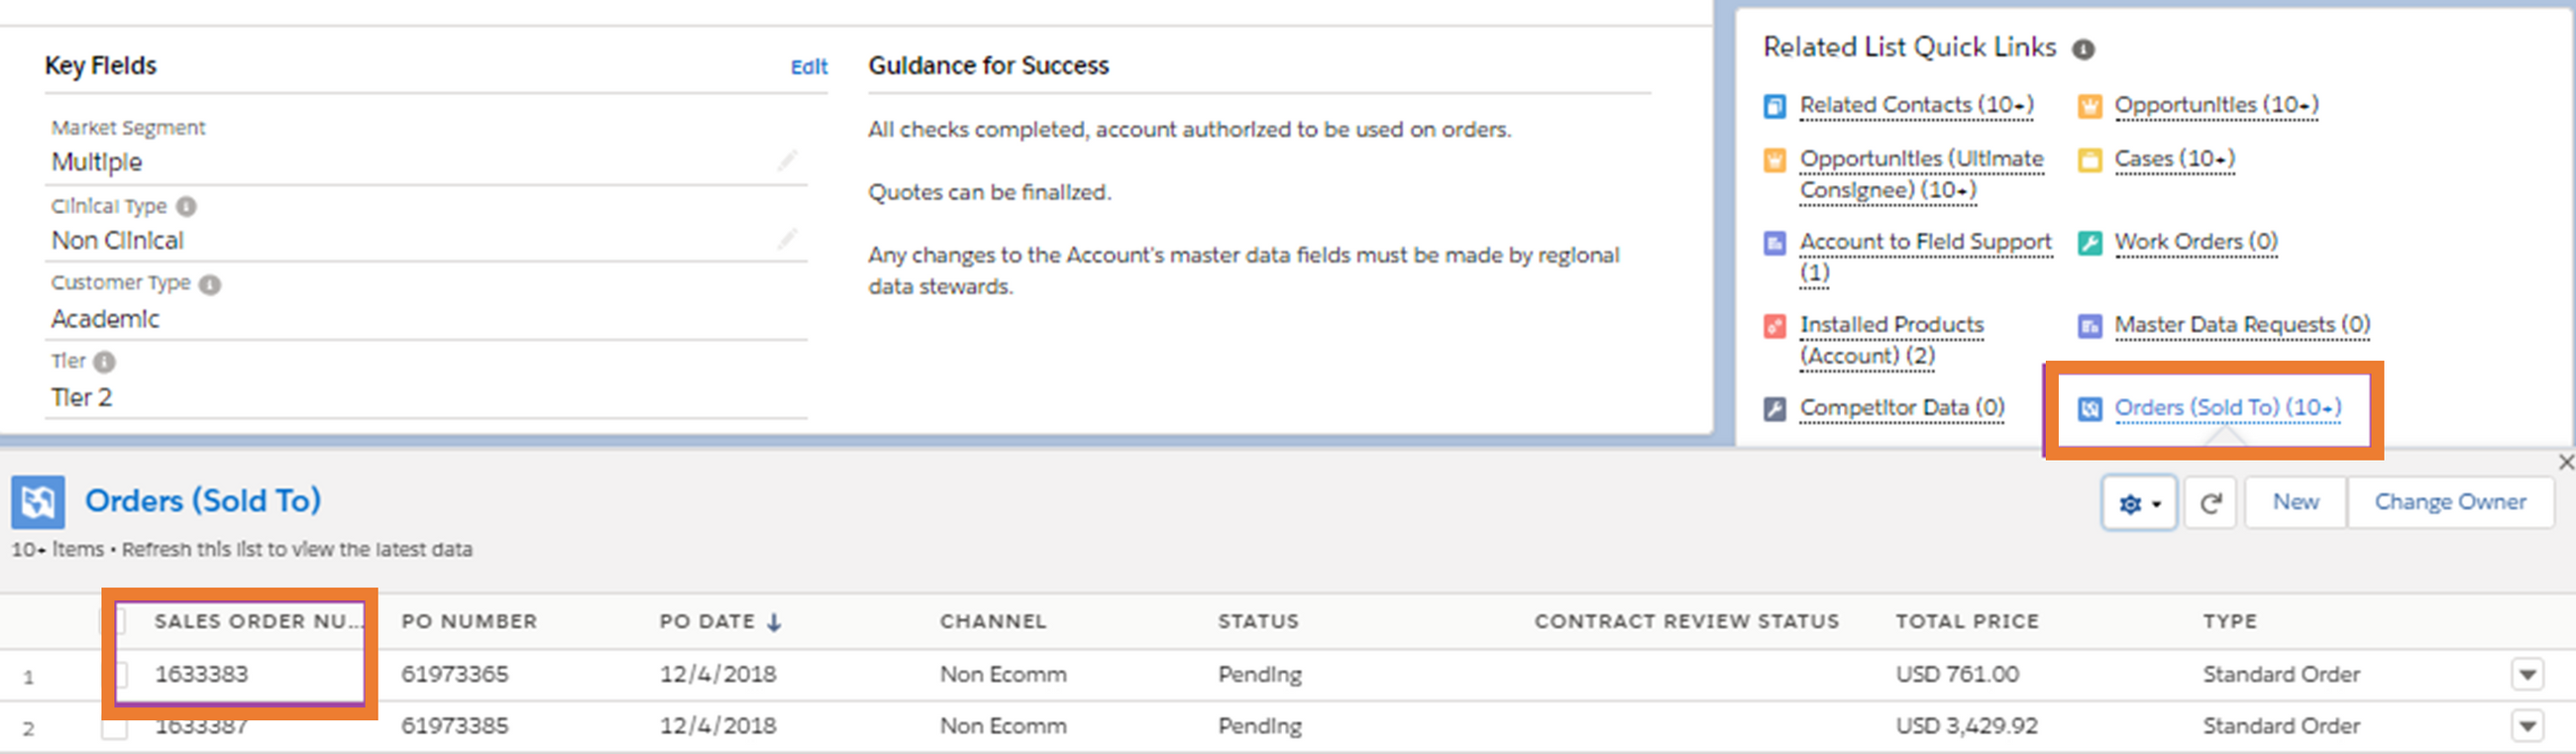 Key Fields
Edit
Market Segment
Multiple
Clinical Type
Non Clinical
Customer Type
Academic
Tier
Tier 2
Guidance for Success
All checks completed, account authorized to be used on orders.
Quotes can be finalized.
Any changes to the Account's master data fields must be made by regional
data stewards.
Related List Quick Links
Related Contacts (10+)
Opportunities (10+)
Opportunities (Ultimate
Consignee) (10+)
Cases (10+)
Account to Field Support
(1)
Work Orders (0)
Installed Products
(Account) (2)
Master Data Requests (0)
Competitor Data (0)
Orders (Sold To) (10+)
Orders (Sold To)
10+ items • Refresh this list to view the latest data
New
Change Owner
SALES ORDER NU... PO NUMBER PO DATE CHANNEL STATUS CONTRACT REVIEW STATUS TOTAL PRICE TYPE
1 1633383 61973365 12/4/2018 Non Ecomm Pending USD 761.00 Standard Order
2 1633387 61973385 12/4/2018 Non Ecomm Pending USD 3,429.92 Standard Order